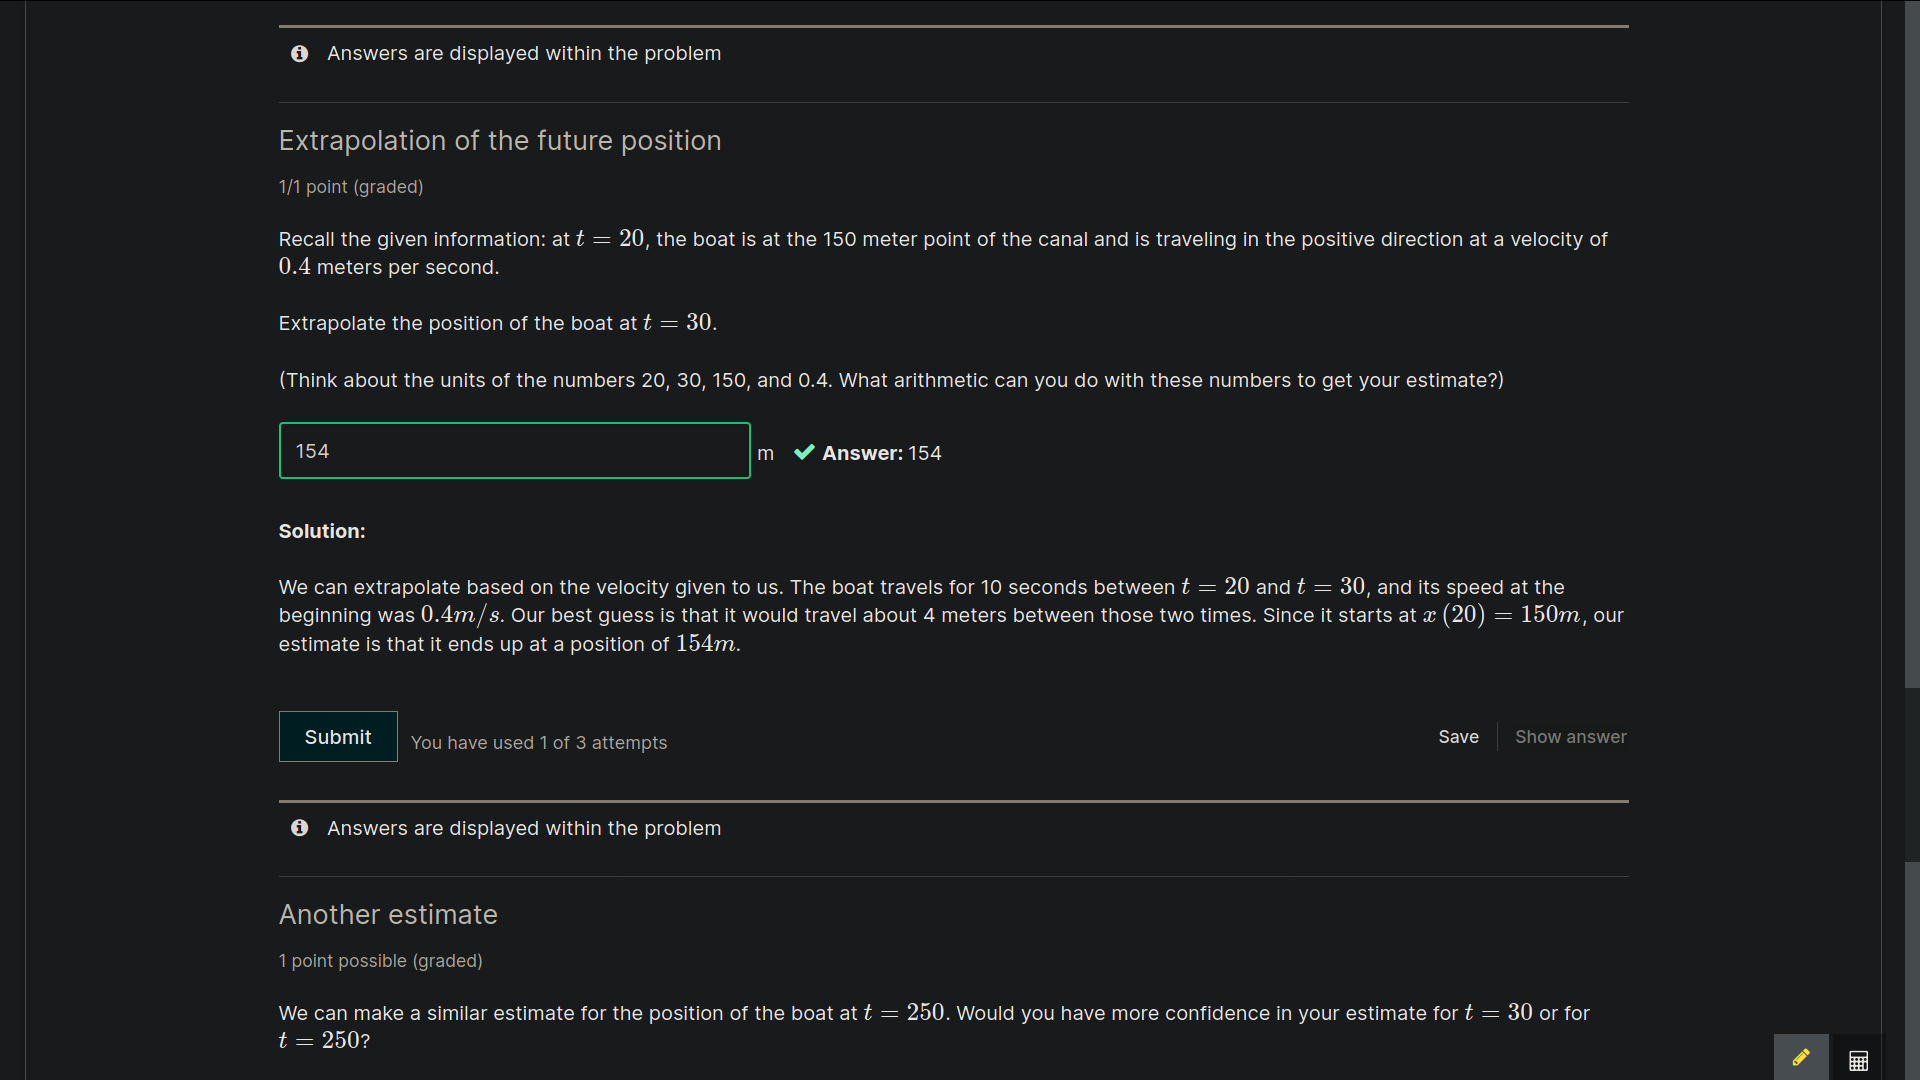 Answers are displayed within the problem
Extrapolation of the future position
1/1 point (graded)
Recall the given information: at t = 20, the boat is at the 150 meter point of the canal and is traveling in the positive direction at a velocity of
0.4 meters per second.
Extrapolate the position of the boat at t = 30.
(Think about the units of the numbers 20, 30, 150, and 0.4. What arithmetic can you do with these numbers to get your estimate?)
154 m Answer: 154
Solution:
We can extrapolate based on the velocity given to us. The boat travels for 10 seconds between t = 20 and t = 30, and its speed at the
beginning was 0.4m/s. Our best guess is that it would travel about 4 meters between those two times. Since it starts at x (20) = 150m, our
estimate is that it ends up at a position of 154m.
Submit You have used 1 of 3 attempts Save Show answer
Answers are displayed within the problem
Another estimate
1 point possible (graded)
We can make a similar estimate for the position of the boat at t = 250. Would you have more confidence in your estimate for t = 30 or for
t = 250?